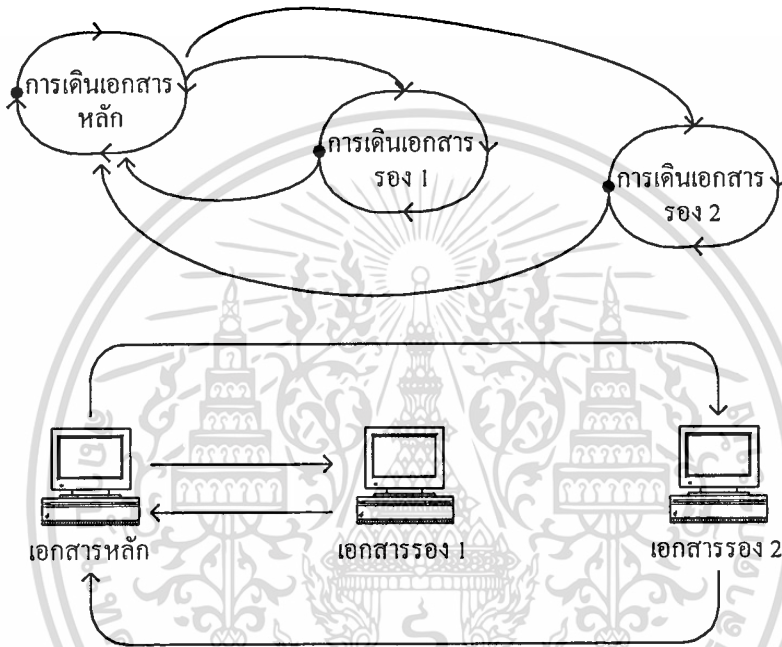 การเดินเอกสาร
หลัก
การเดินเอกสาร
รอง 1
การเดินเอกสาร
รอง 2
เอกสารหลัก
เอกสารรอง 1
เอกสารรอง 2